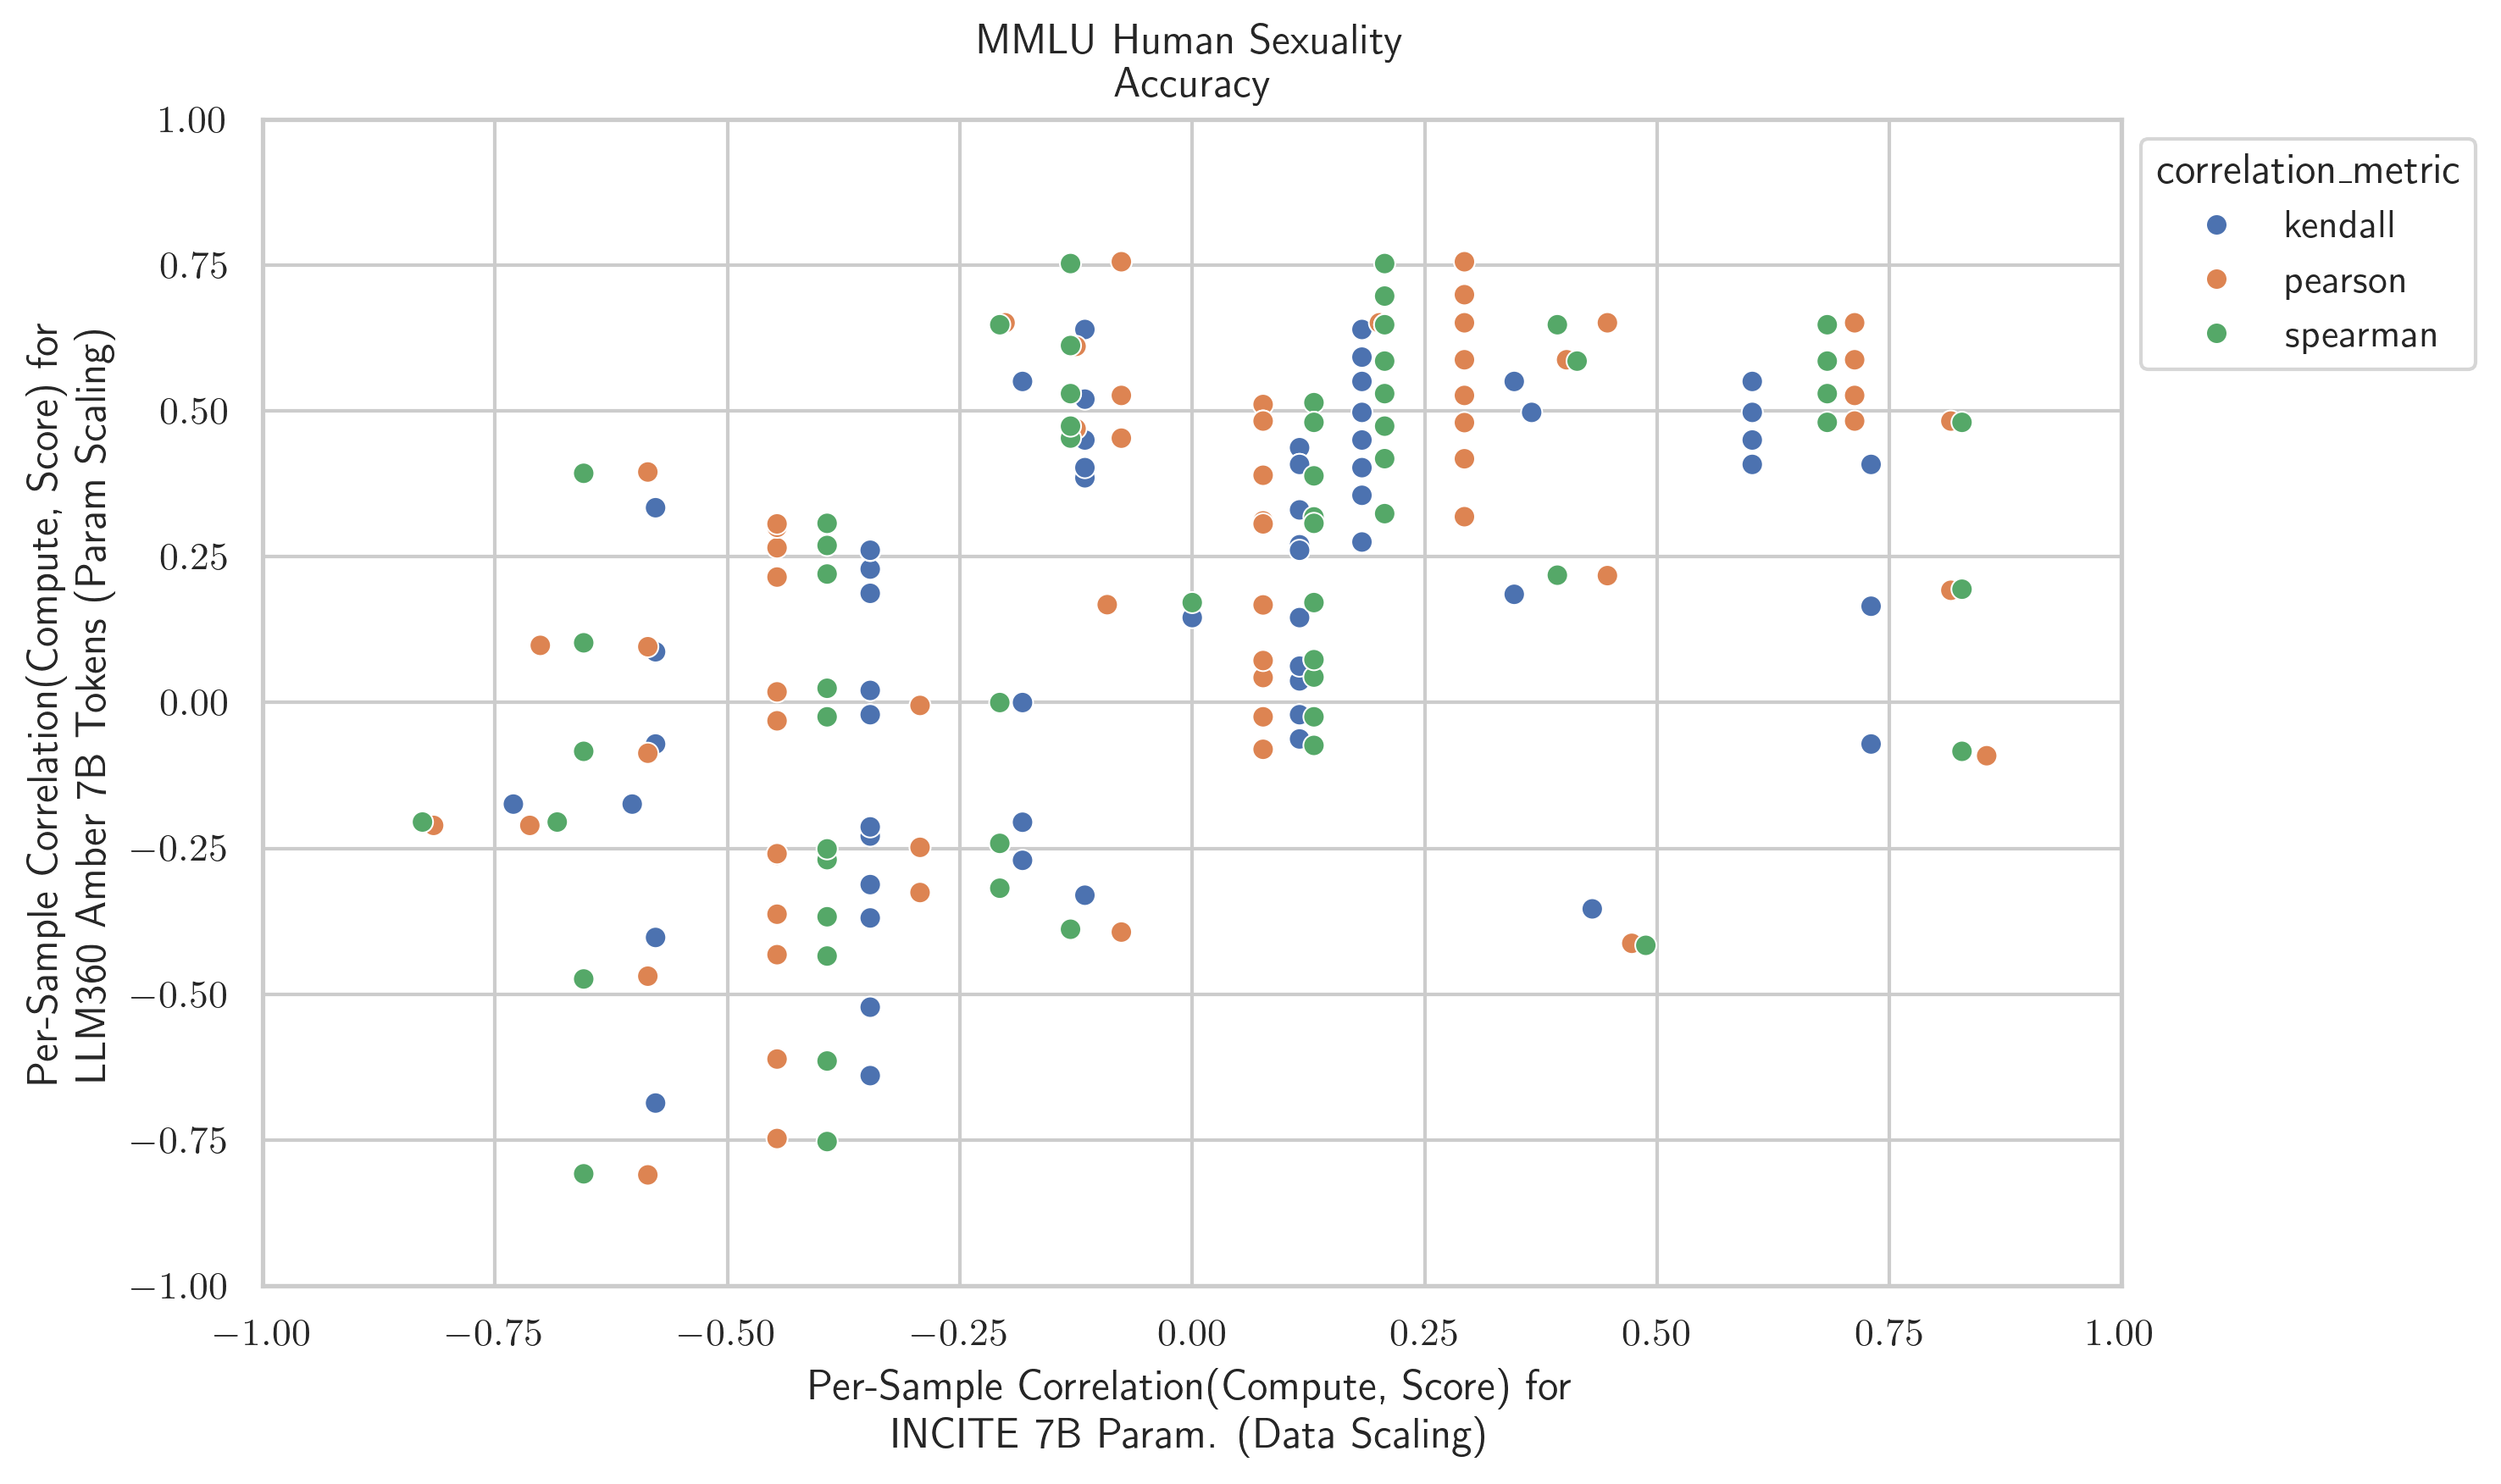 MMLU Human Sexuality
Accuracy
1.00
0.75
0.50
0.25
0.00
−0.25
−0.50
−0.75
−1.00
Per-Sample Correlation(Compute, Score) for
LLM360 Amber 7B Tokens (Param Scaling)
correlation_metric
kendall
pearson
spearman
−1.00
−0.75
−0.50
−0.25
0.00
0.25
0.50
0.75
1.00
Per-Sample Correlation(Compute, Score) for
INCITE 7B Param. (Data Scaling)